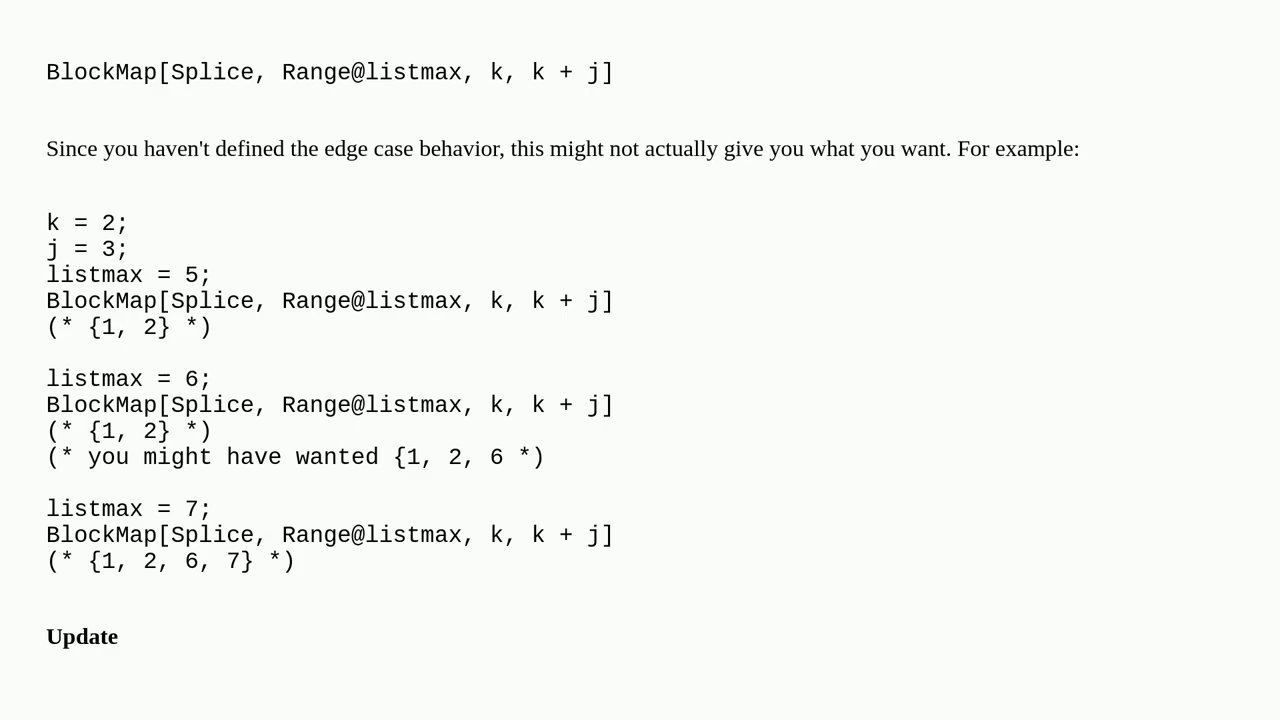 BlockMap[Splice, Range@listmax, k, k + j]
Since you haven't defined the edge case behavior, this might not actually give you what you want. For example:
k = 2;
j = 3;
listmax = 5;
BlockMap[Splice, Range@listmax, k, k + j]
(* {1, 2} *)
listmax = 6;
BlockMap[Splice, Range@listmax, k, k + j]
(* {1, 2} *)
(* you might have wanted {1, 2, 6 *)
listmax = 7;
BlockMap[Splice, Range@listmax, k, k + j]
(* {1, 2, 6, 7} *)
Update